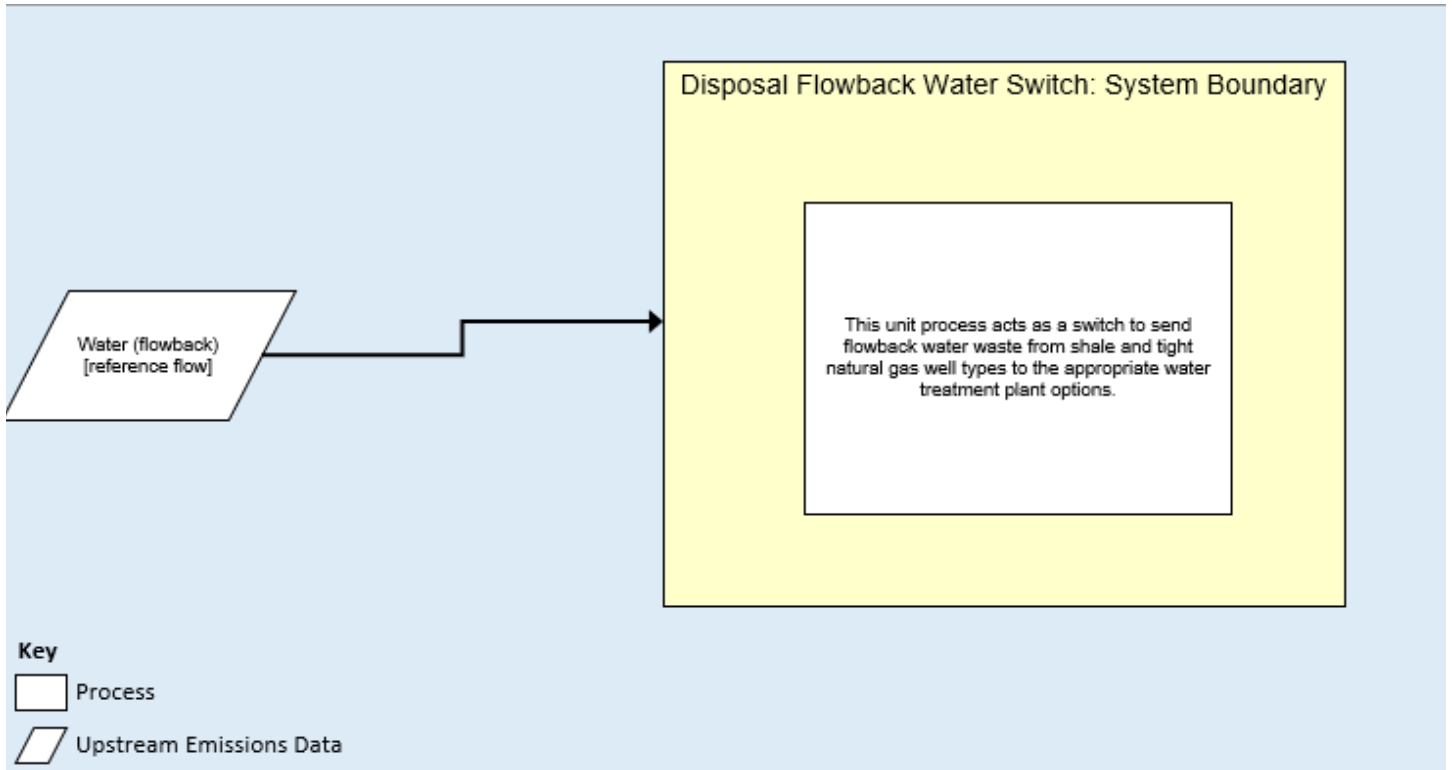 Disposal Flowback Water Switch: System Boundary
Water (flowback)
[reference flow]
This unit process acts as a switch to send
flowback water waste from shale and tight
natural gas well types to the appropriate water
treatment plant options.
Key
Process
Upstream Emissions Data